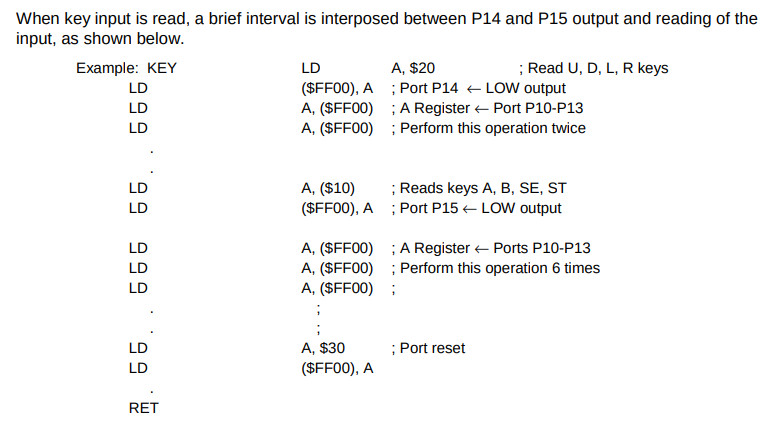 When key input is read, a brief interval is interposed between P14 and P15 output and reading of the
input, as shown below.
Example: KEY LD A, $20 ; Read U, D, L, R keys
LD ($FF00), A ; Port P14 ← LOW output
LD A, ($FF00) ; A Register ← Port P10-P13
LD A, ($FF00) ; Perform this operation twice
.
.
LD A, ($10) ; Reads keys A, B, SE, ST
LD ($FF00), A ; Port P15 ← LOW output
LD A, ($FF00) ; A Register ← Ports P10-P13
LD A, ($FF00) ; Perform this operation 6 times
LD A, ($FF00) ;
. ;
. ;
LD A, $30 ; Port reset
LD ($FF00), A
.
RET